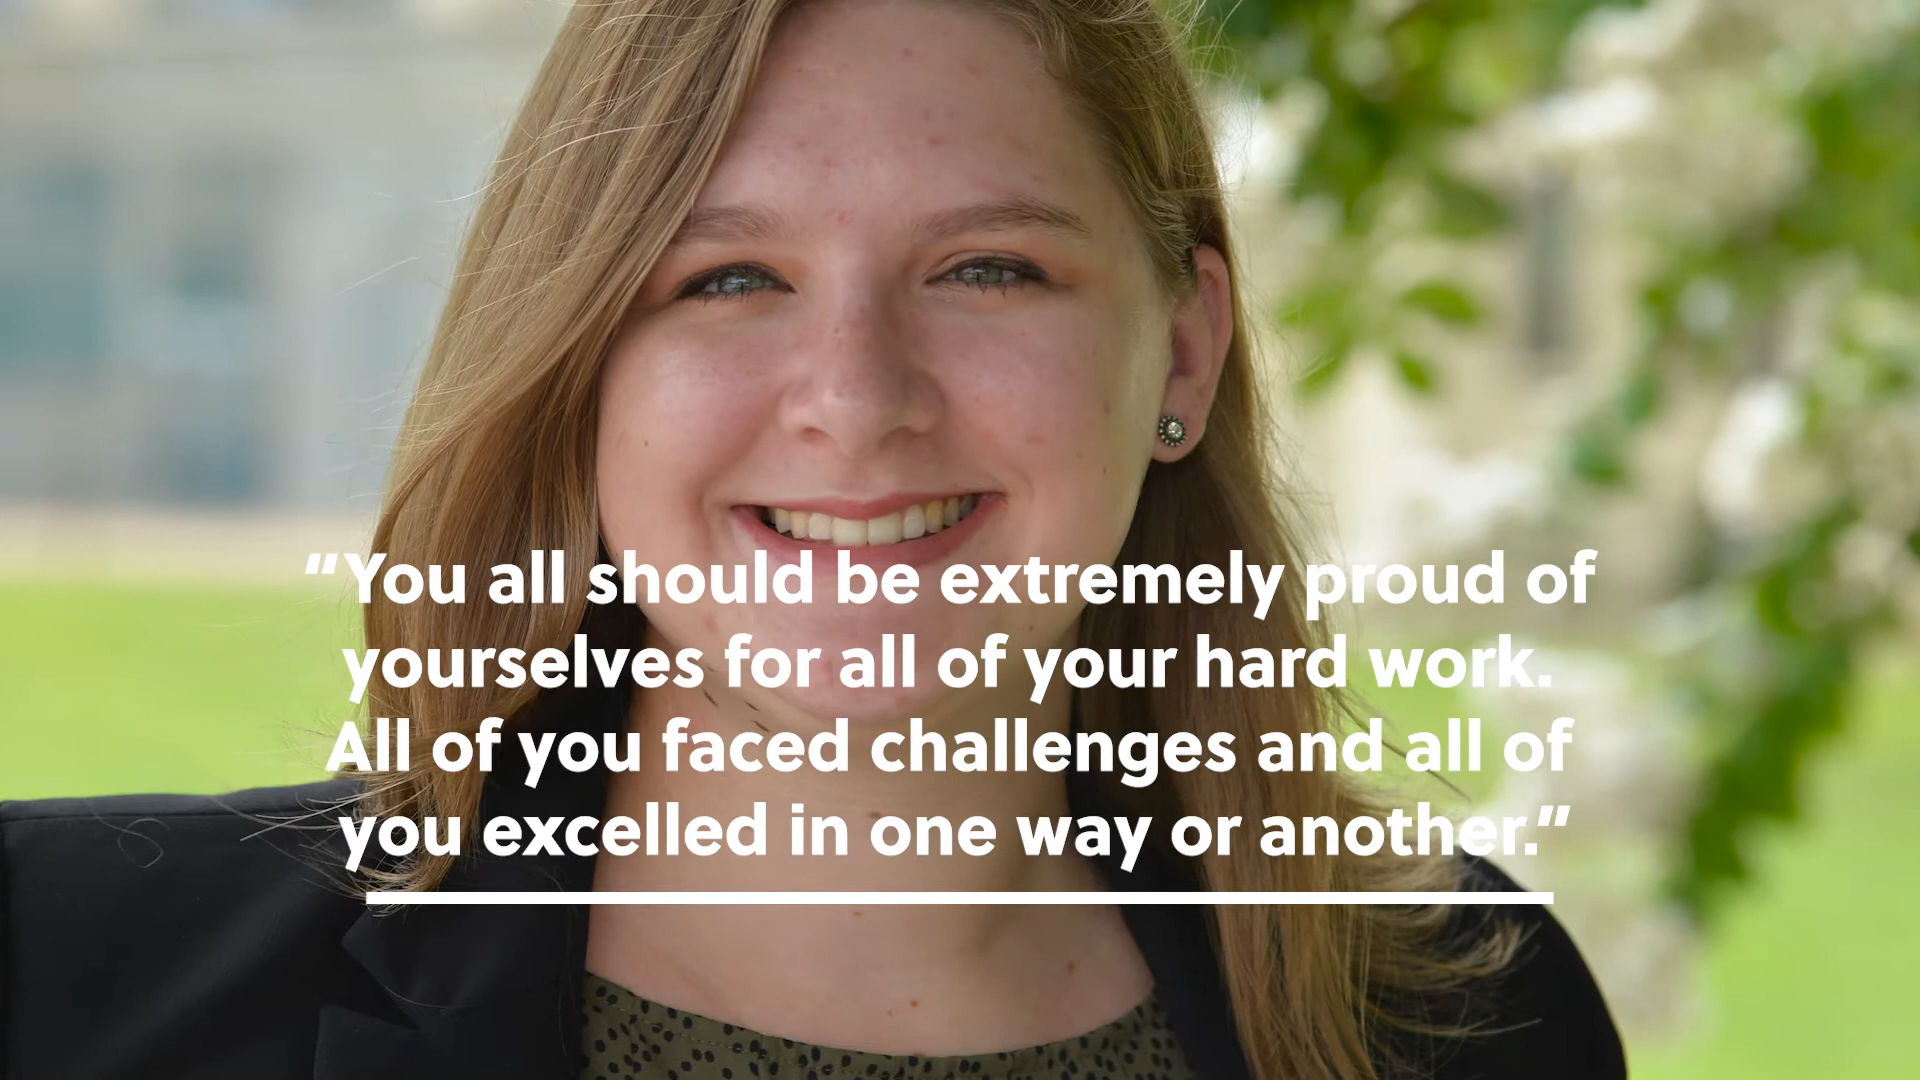 “You all should be extremely proud of
yourselves for all of your hard work.
All of you faced challenges and all of
you excelled in one way or another.”